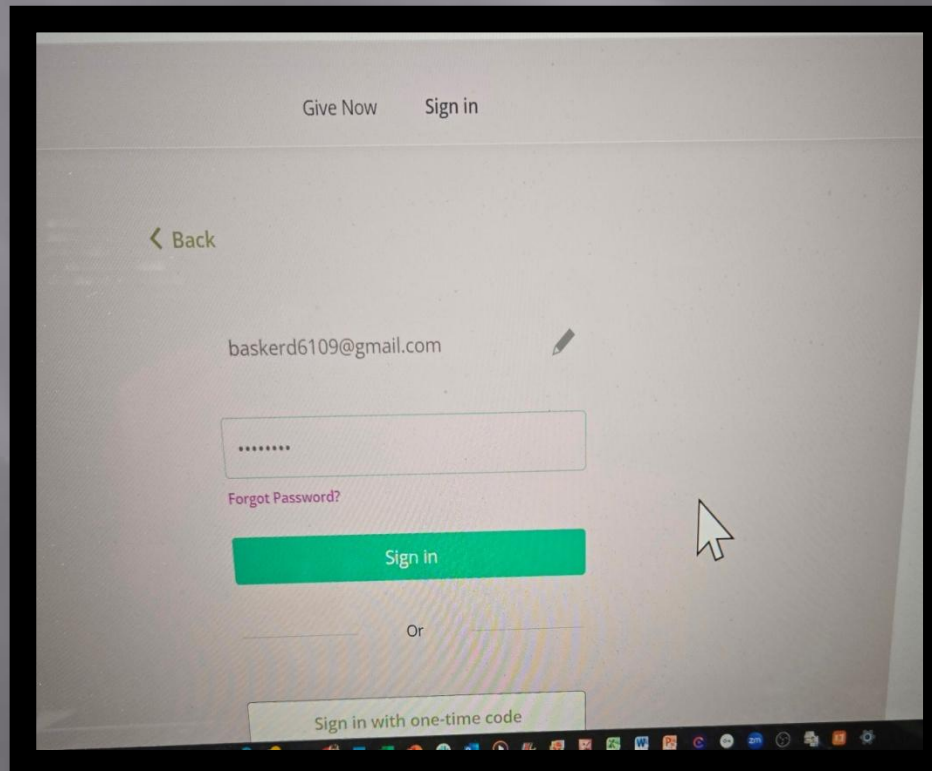 Give Now Sign in
Back
baskerd6109@gmail.com
••••••••
Forgot Password?
Sign in
Or
Sign in with one-time code